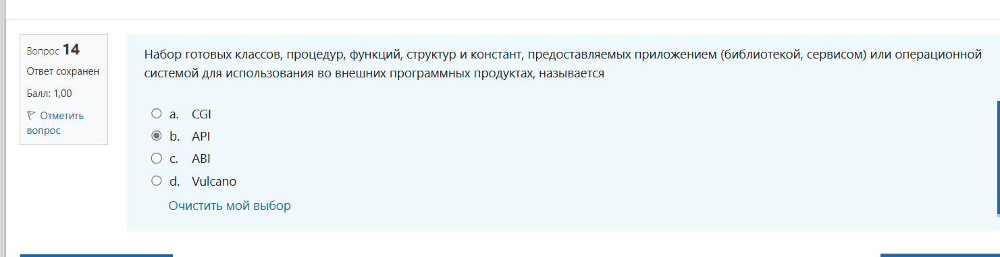 Вопрос 14
Ответ сохранен
Балл: 1,00
Отметить
вопрос
Набор готовых классов, процедур, функций, структур и констант, предоставляемых приложением (библиотекой, сервисом) или операционной
системой для использования во внешних программных продуктах, называется
a. CGI
b. API
c. ABI
d. Vulcano
Очистить мой выбор